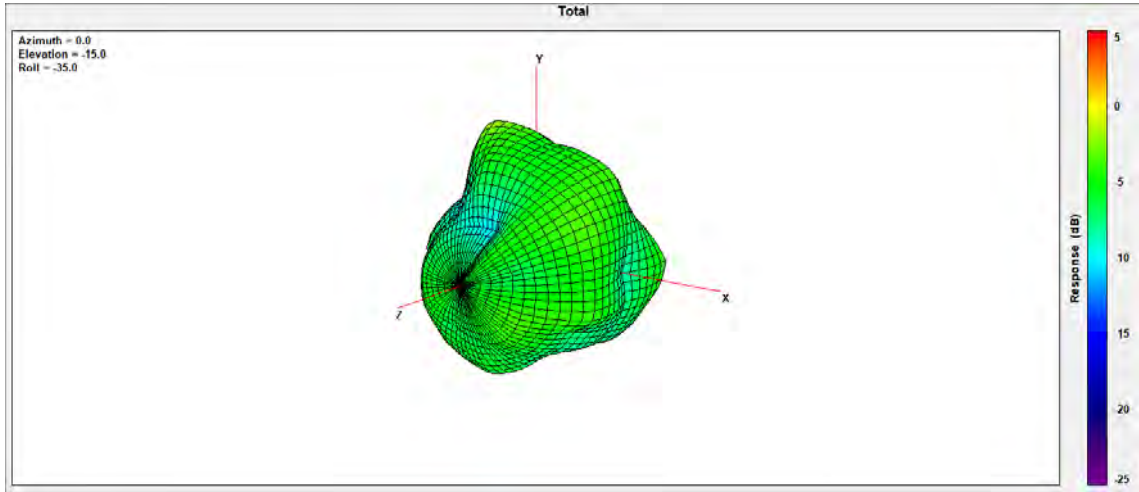 Total
Azimuth = 0.0
Elevation = -15.0
Roll = -35.0
Y
X
Z
5
0
-5
-10
-15
-20
-25
Response (dB)